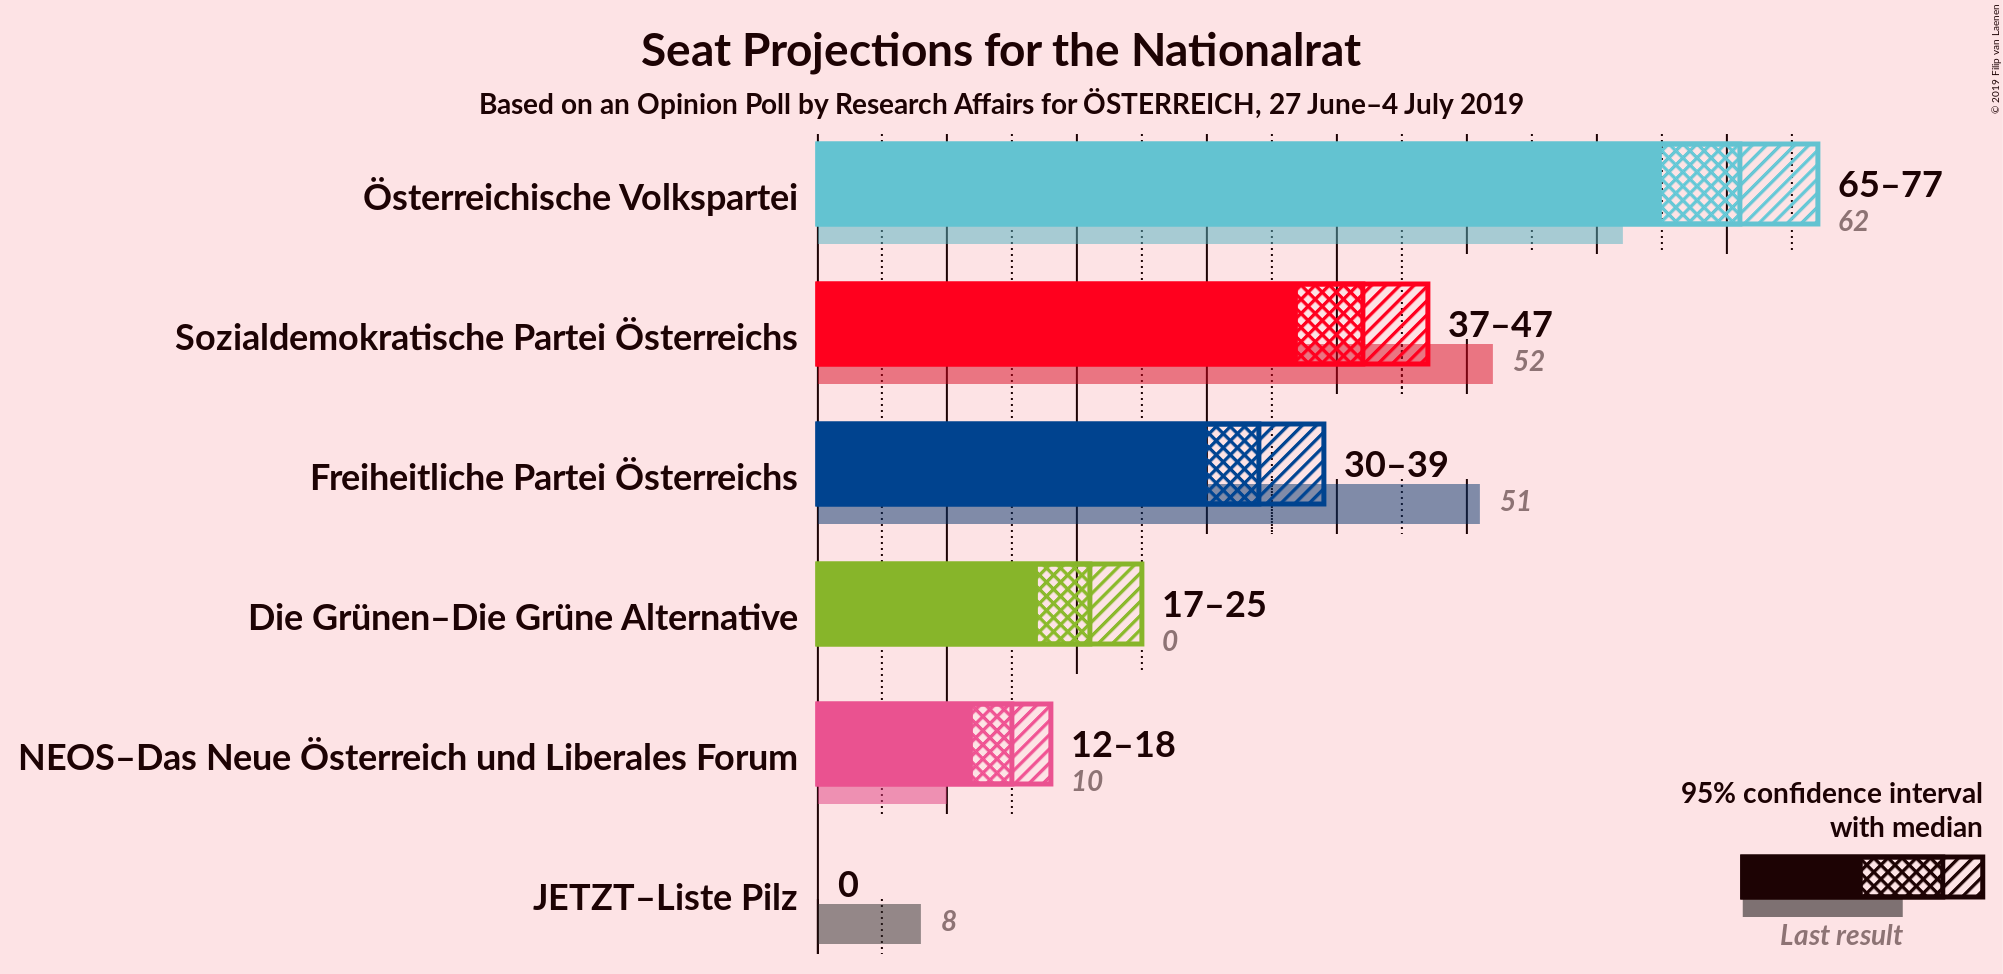 Seat Projections for the Nationalrat
Based on an Opinion Poll by Research Affairs for ÖSTERREICH, 27 June–4 July 2019
© 2019 Filip van Laenen
Österreichische Volkspartei
65–77
62
Sozialdemokratische Partei Österreichs
37–47
52
Freiheitliche Partei Österreichs
30–39
51
Die Grünen–Die Grüne Alternative
17–25
0
NEOS–Das Neue Österreich und Liberales Forum
12–18
10
JETZT–Liste Pilz
0
8
95% confidence interval
with median
Last result